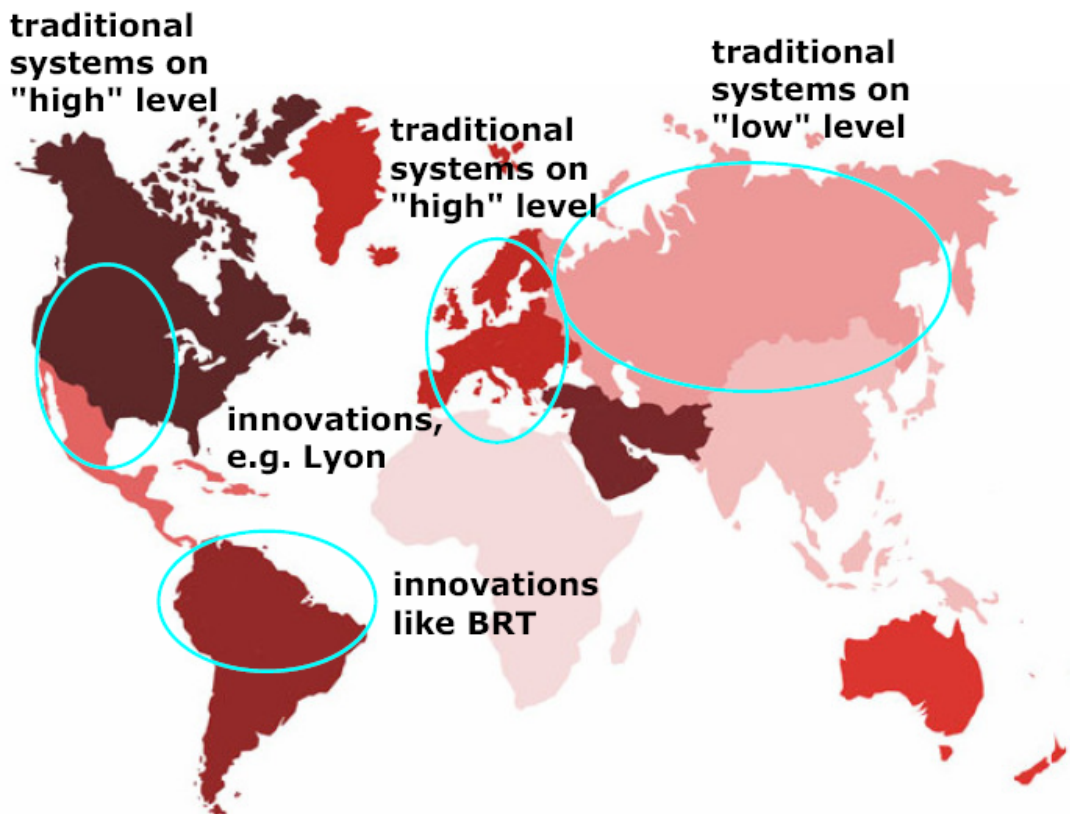 traditional
systems on
"high" level
traditional
systems on
"high" level
traditional
systems on
"low" level
innovations,
e.g. Lyon
innovations
like BRT